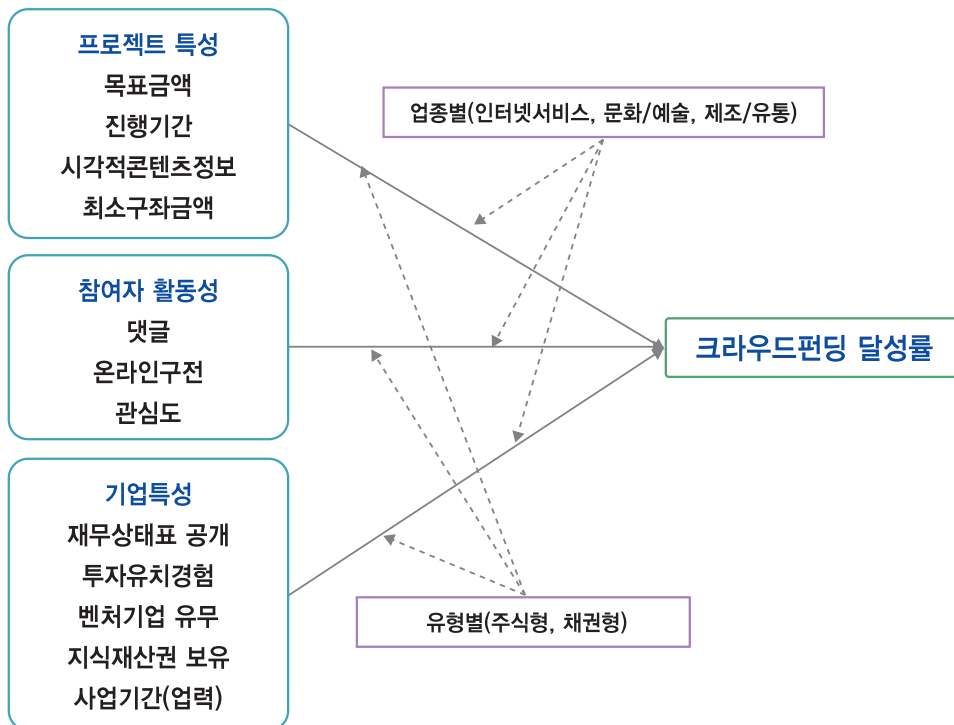 프로젝트 특성
목표금액
진행기간
시각적콘텐츠정보
최소구좌금액
업종별(인터넷서비스, 문화/예술, 제조/유통)
참여자 활동성
댓글
온라인구전
관심도
크라우드펀딩 달성률
기업특성
재무상태표 공개
투자유치경험
벤처기업 유무
지식재산권 보유
사업기간(업력)
유형별(주식형, 채권형)